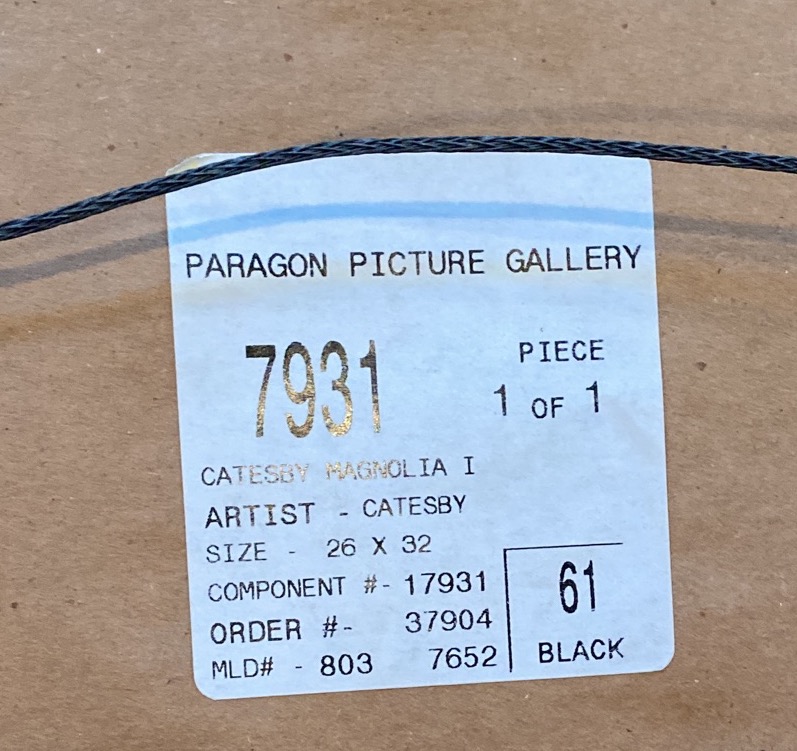 PARAGON PICTURE GALLERY
7931
PIECE
1 OF 1
CATESBY MAGNOLIA I
ARTIST - CATESBY
SIZE - 26 X 32
COMPONENT #- 17931
ORDER #- 37904
MLD# - 803 7652
61
BLACK